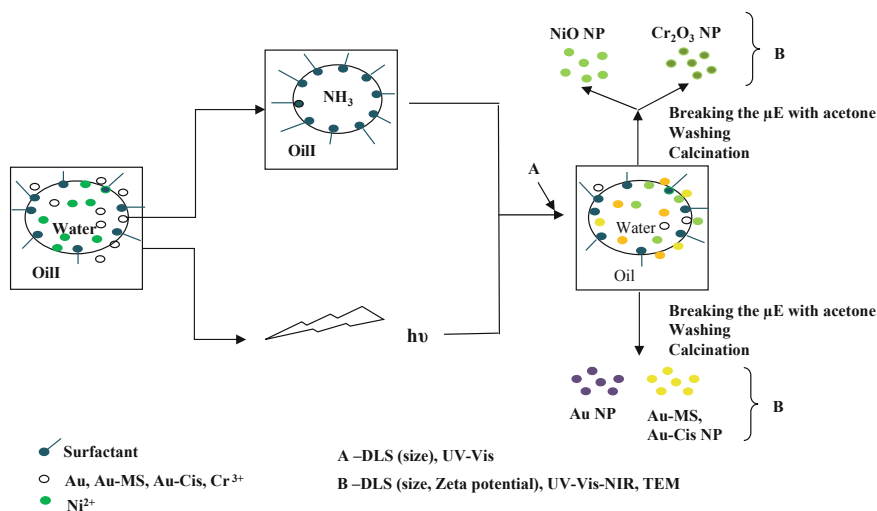 NiO NP
Cr₂O₃ NP
B
NH₃
OilI
Breaking the µE with acetone
Washing
Calcination
A
Water
OilI
Water
Oil
hυ
Breaking the µE with acetone
Washing
Calcination
Au NP
Au-MS,
Au-Cis NP
B
Surfactant
Au, Au-MS, Au-Cis, Cr³⁺
Ni²⁺
A –DLS (size), UV-Vis
B –DLS (size, Zeta potential), UV-Vis-NIR, TEM